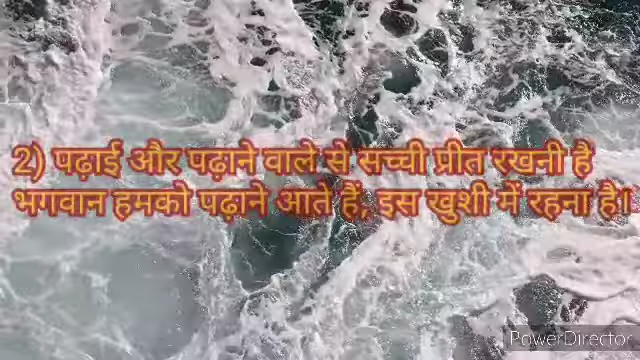 2) पढ़ाई और पढ़ाने वाले से सच्ची प्रीत रखनी है
भगवान हमको पढ़ाने आते हैं, इस खुशी में रहना है।
PowerDirector